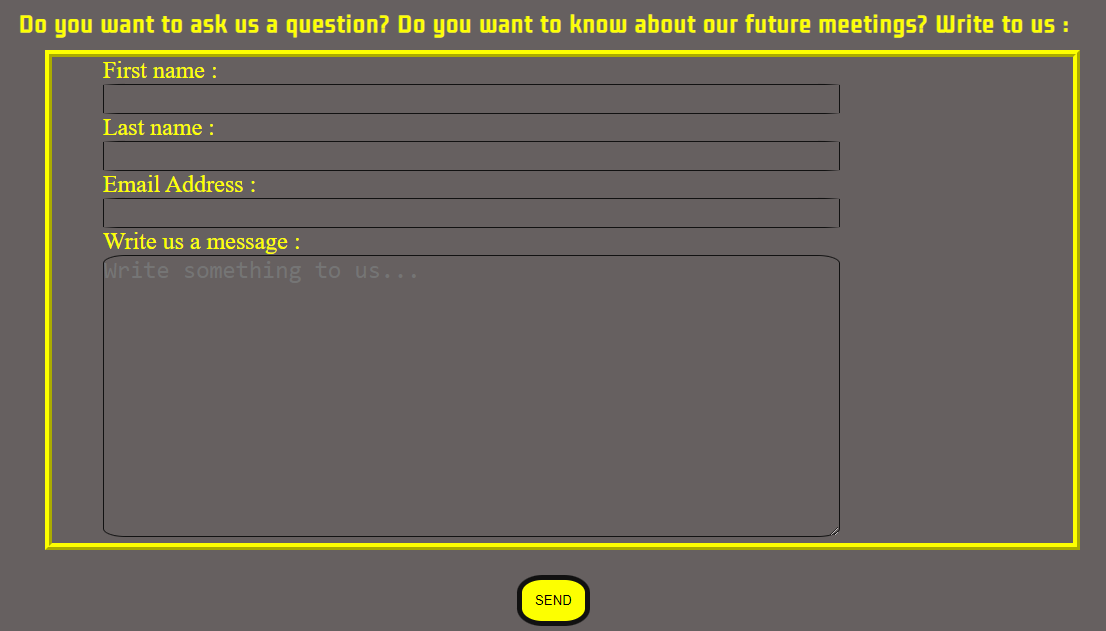 Do you want to ask us a question? Do you want to know about our future meetings? Write to us :
First name :
Last name :
Email Address :
Write us a message :
Write something to us...
SEND